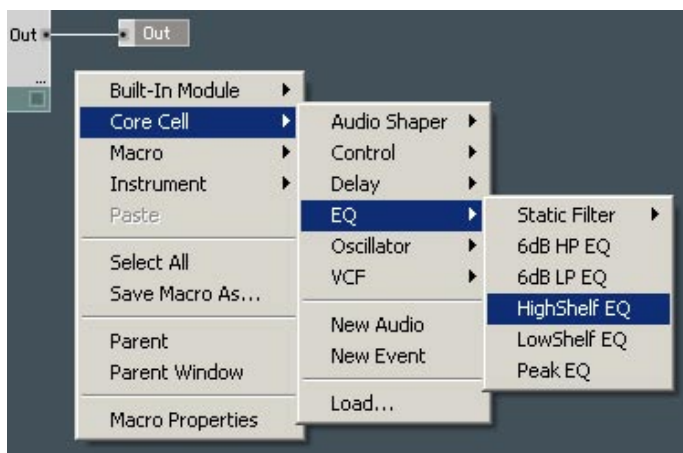 Out
Out
...
Built-In Module
Core Cell
Macro
Instrument
Paste
Select All
Save Macro As...
Parent
Parent Window
Macro Properties
Audio Shaper
Control
Delay
EQ
Oscillator
VCF
New Audio
New Event
Load...
Static Filter
6dB HP EQ
6dB LP EQ
HighShelf EQ
LowShelf EQ
Peak EQ